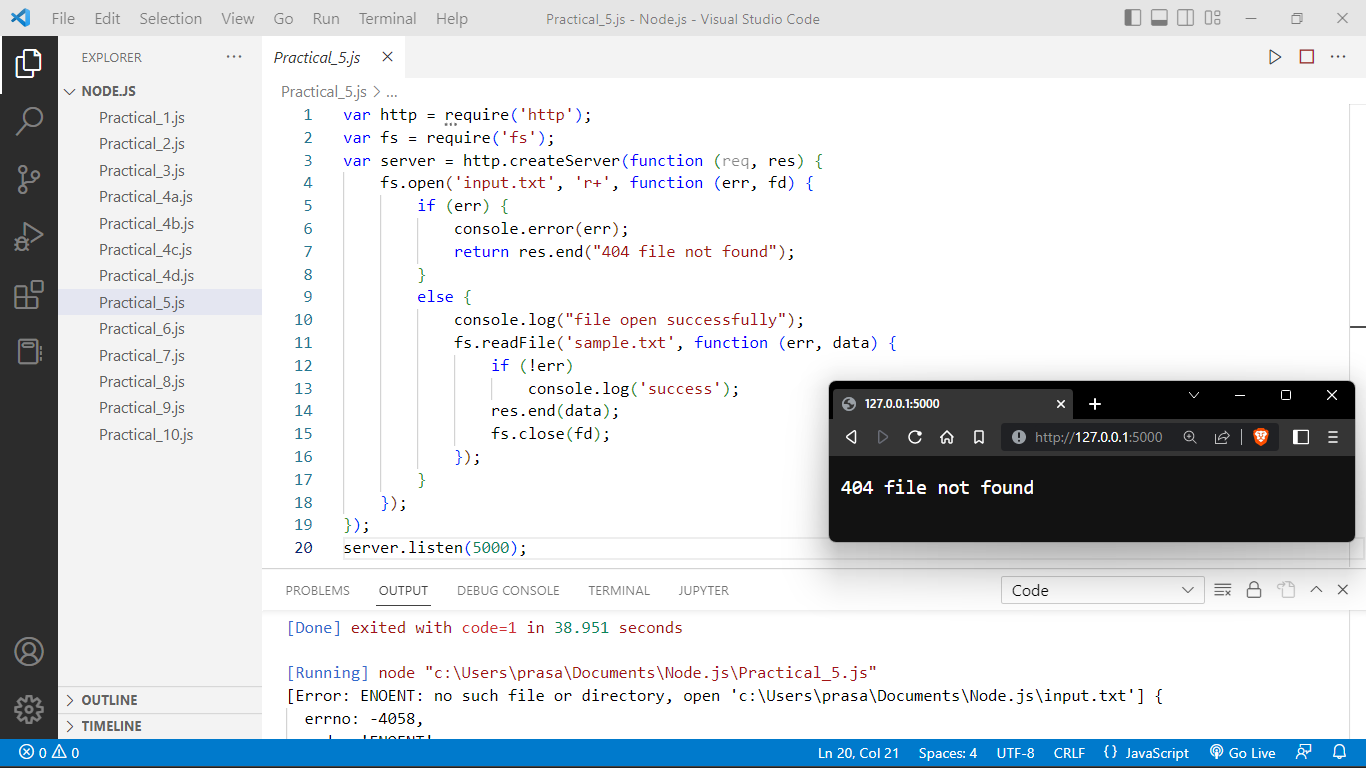 File Edit Selection View Go Run Terminal Help Practical_5.js - Node.js - Visual Studio Code
EXPLORER
NODE.JS
Practical_1.js
Practical_2.js
Practical_3.js
Practical_4a.js
Practical_4b.js
Practical_4c.js
Practical_4d.js
Practical_5.js
Practical_6.js
Practical_7.js
Practical_8.js
Practical_9.js
Practical_10.js
OUTLINE
TIMELINE
Practical_5.js
Practical_5.js > ...
1 var http = require('http');
2 var fs = require('fs');
3 var server = http.createServer(function (req, res) {
4 fs.open('input.txt', 'r+', function (err, fd) {
5 if (err) {
6 console.error(err);
7 return res.end("404 file not found");
8 }
9 else {
10 console.log("file open successfully");
11 fs.readFile('sample.txt', function (err, data) {
12 if (!err)
13 console.log('success');
14 res.end(data);
15 fs.close(fd);
16 });
17 }
18 });
19 });
20 server.listen(5000);
127.0.0.1:5000
http://127.0.0.1:5000
404 file not found
PROBLEMS OUTPUT DEBUG CONSOLE TERMINAL JUPYTER Code
[Done] exited with code=1 in 38.951 seconds
[Running] node "c:\Users\prasa\Documents\Node.js\Practical_5.js"
[Error: ENOENT: no such file or directory, open 'c:\Users\prasa\Documents\Node.js\input.txt'] {
errno: -4058,
0 0 Ln 20, Col 21 Spaces: 4 UTF-8 CRLF {} JavaScript Go Live